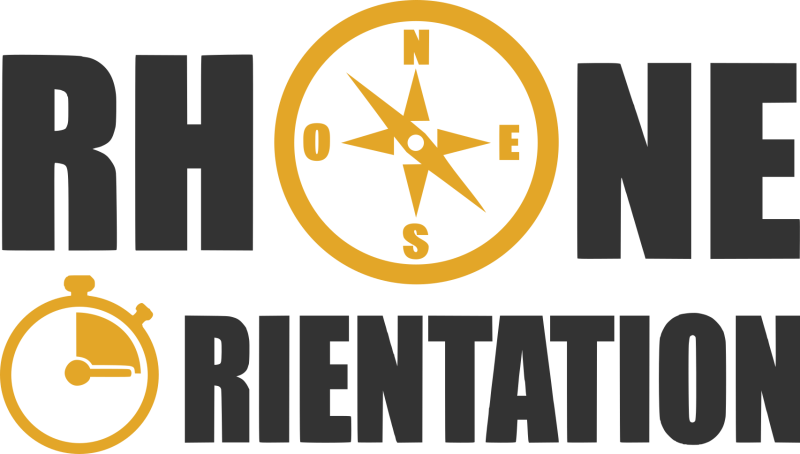 RHONE
ORIENTATION
N
O E
S